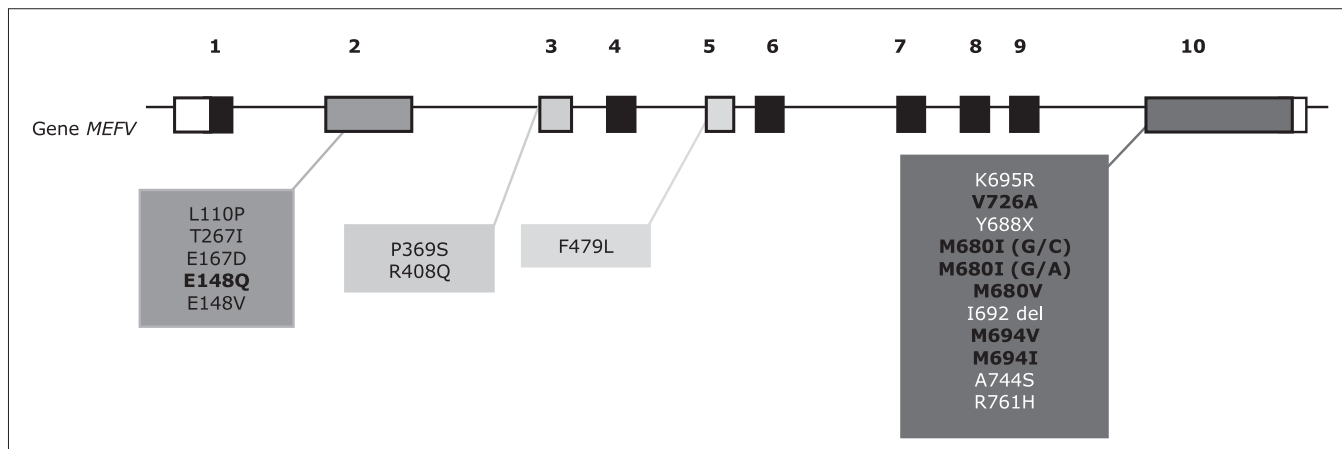 1 2 3 4 5 6 7 8 9 10
Gene MEFV
L110P
T267I
E167D
E148Q
E148V
P369S
R408Q
F479L
K695R
V726A
Y688X
M680I (G/C)
M680I (G/A)
M680V
I692 del
M694V
M694I
A744S
R761H